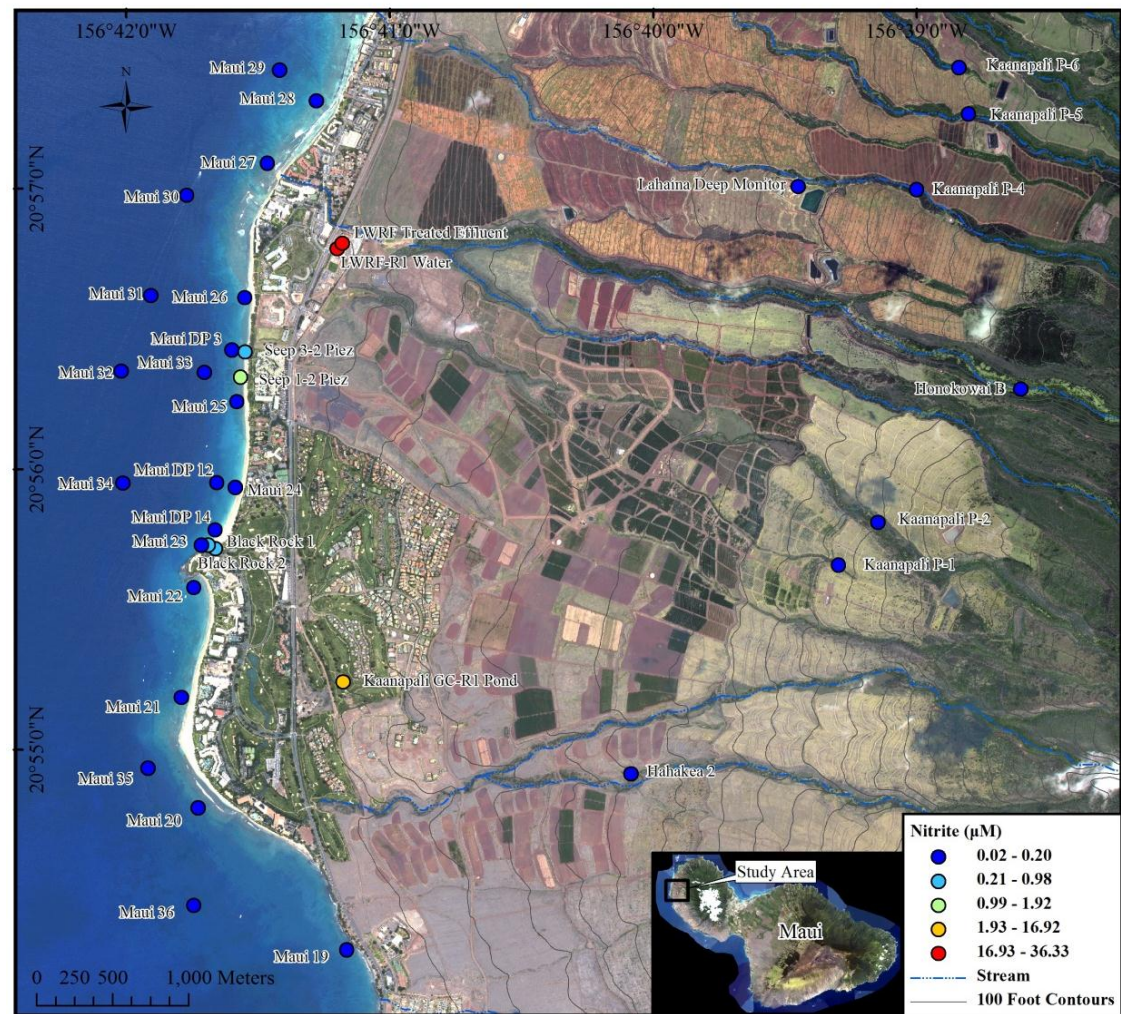 156°42'0"W
156°41'0"W
156°40'0"W
156°39'0"W
N
Maui 29
Kaanapali P-6
Maui 28
Kaanapali P-5
Maui 27
20°57'0"N
Lahaina Deep Monitor
Kaanapali P-4
Maui 30
LWRF Treated Effluent
LWRF-R1 Water
Maui 31
Maui 26
Maui DP 3
Seep 3-2 Piez
Maui 32
Maui 33
Seep 1-2 Piez
Honokowai B
Maui 25
20°56'0"N
Maui 34
Maui DP 12
Maui 24
Kaanapali P-2
Maui DP 14
Maui 23
Black Rock 1
Black Rock 2
Kaanapali P-1
Maui 22
Kaanapali GC-R1 Pond
Maui 21
20°55'0"N
Maui 35
Hahakea 2
Maui 20
Maui 36
Maui 19
0 250 500 1,000 Meters
Study Area
Maui
Nitrite (µM)
0.02 - 0.20
0.21 - 0.98
0.99 - 1.92
1.93 - 16.92
16.93 - 36.33
Stream
100 Foot Contours